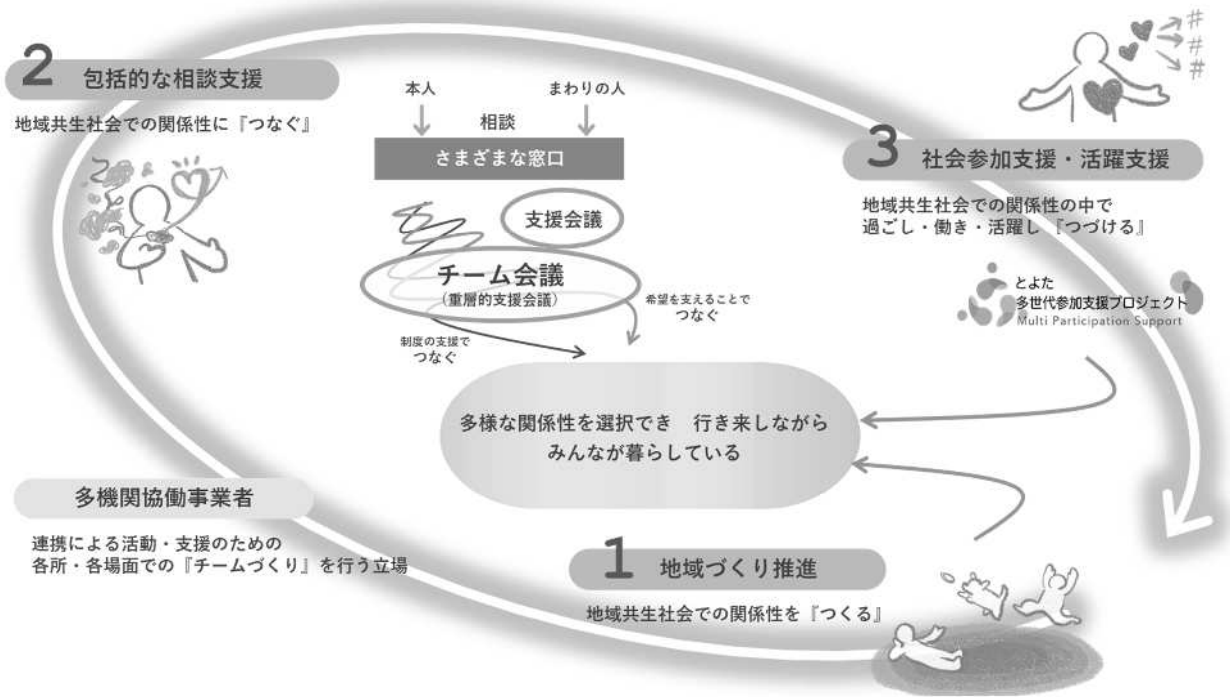 2 包括的な相談支援
地域共生社会での関係性に『つなぐ』
本人
まわりの人
相談
さまざまな窓口
支援会議
チーム会議
（重層的支援会議）
制度の支援で
つなぐ
希望を支えることで
つなぐ
#
#
#
3 社会参加支援・活躍支援
地域共生社会での関係性の中で
過ごし・働き・活躍し 『つづける』
とよた
多世代参加支援プロジェクト
Multi Participation Support
多様な関係性を選択でき　行き来しながら
みんなが暮らしている
多機関協働事業者
連携による活動・支援のための
各所・各場面での『チームづくり』を行う立場
1 地域づくり推進
地域共生社会での関係性を『つくる』